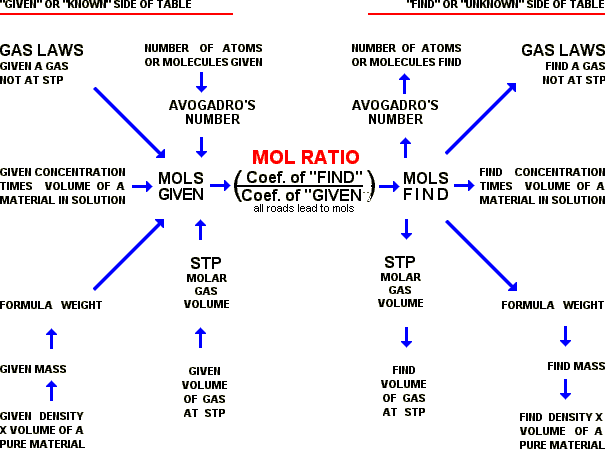 "GIVEN" OR "KNOWN" SIDE OF TABLE
"FIND" OR "UNKNOWN" SIDE OF TABLE
GAS LAWS
GIVEN A GAS
NOT AT STP
NUMBER OF ATOMS
OR MOLECULES GIVEN
NUMBER OF ATOMS
OR MOLECULES FIND
GAS LAWS
FIND A GAS
NOT AT STP
AVOGADRO'S
NUMBER
AVOGADRO'S
NUMBER
GIVEN CONCENTRATION
TIMES VOLUME OF A
MATERIAL IN SOLUTION
MOLS
GIVEN
MOL RATIO
( Coef. of "FIND" )
Coef. of "GIVEN
all roads lead to mols
MOLS
FIND
FIND CONCENTRATION
TIMES VOLUME OF A
MATERIAL IN SOLUTION
STP
MOLAR
GAS
VOLUME
STP
MOLAR
GAS
VOLUME
FORMULA WEIGHT
FORMULA WEIGHT
GIVEN MASS
GIVEN
VOLUME
OF GAS
AT STP
FIND
VOLUME
OF GAS
AT STP
FIND MASS
GIVEN DENSITY
X VOLUME OF A
PURE MATERIAL
FIND DENSITY X
VOLUME OF A
PURE MATERIAL